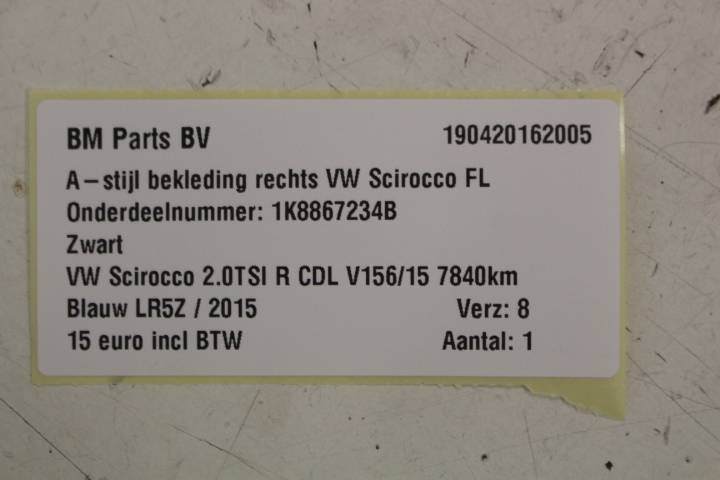 BM Parts BV 190420162005
A-stijl bekleding rechts VW Scirocco FL
Onderdeelnummer: 1K8867234B
Zwart
VW Scirocco 2.0TSI R CDL V156/15 7840km
Blauw LR5Z / 2015 Verz: 8
15 euro incl BTW Aantal: 1